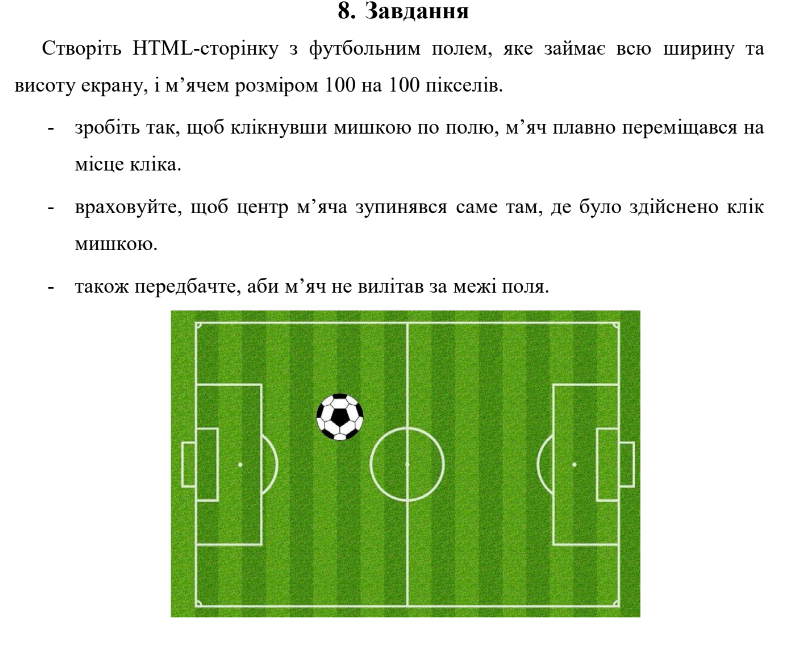 8. Завдання
Створіть HTML-сторінку з футбольним полем, яке займає всю ширину та
висоту екрану, і м’ячем розміром 100 на 100 пікселів.
- зробіть так, щоб клікнувши мишкою по полю, м’яч плавно переміщався на
місце кліка.
- враховуйте, щоб центр м’яча зупинявся саме там, де було здійснено клік
мишкою.
- також передбачте, аби м’яч не вилітав за межі поля.